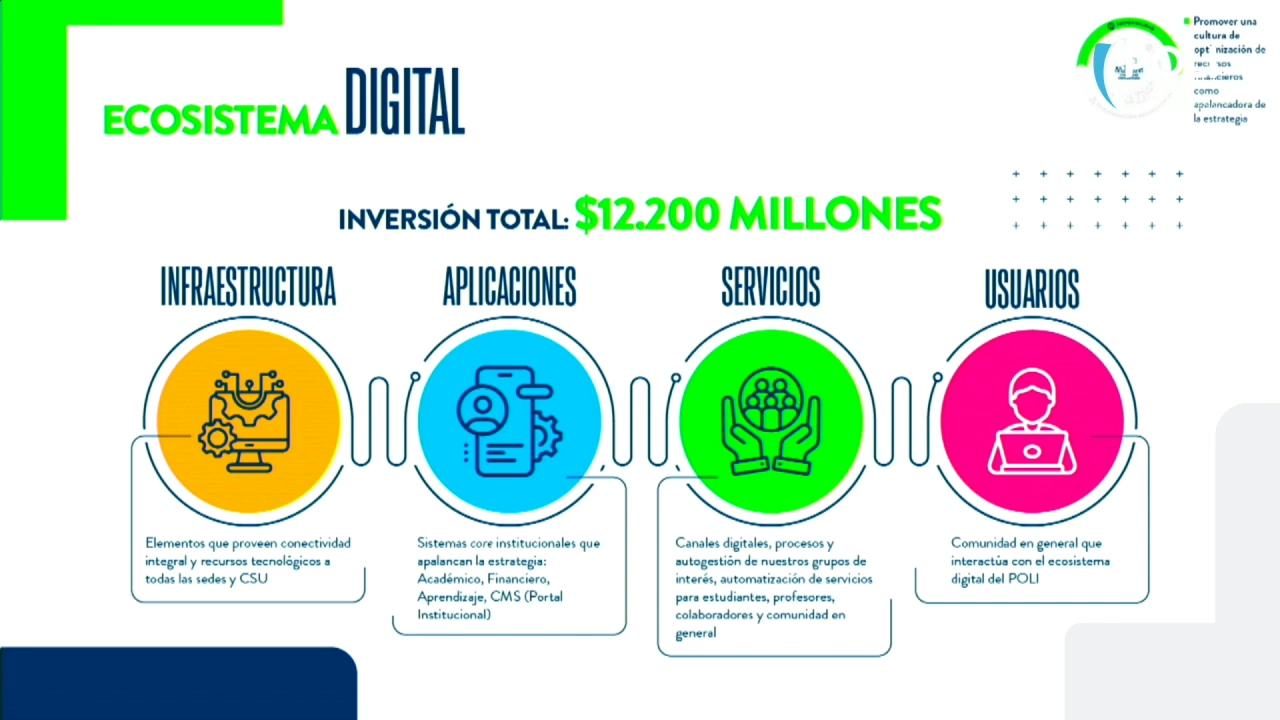 ECOSISTEMA DIGITAL
Promover una
cultura de
de
como
apalancadora de
la estrategia
INVERSIÓN TOTAL: $12.200 MILLONES
INFRAESTRUCTURA
Elementos que proveen conectividad
integral y recursos tecnológicos a
todas las sedes y CSU
APLICACIONES
Sistemas core institucionales que
apalancan la estrategia:
Académico, Financiero,
Aprendizaje, CMS (Portal
Institucional)
SERVICIOS
Canales digitales, procesos y
autogestión de nuestros grupos de
interés, automatización de servicios
para estudiantes, profesores,
colaboradores y comunidad en
general
USUARIOS
Comunidad en general que
interactúa con el ecosistema
digital del POLI